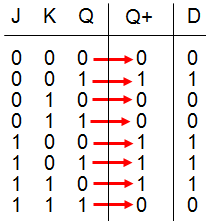 J K Q Q+ D
0 0 0 0 0
0 0 1 1 1
0 1 0 0 0
0 1 1 0 0
1 0 0 1 1
1 0 1 1 1
1 1 0 1 1
1 1 1 0 0